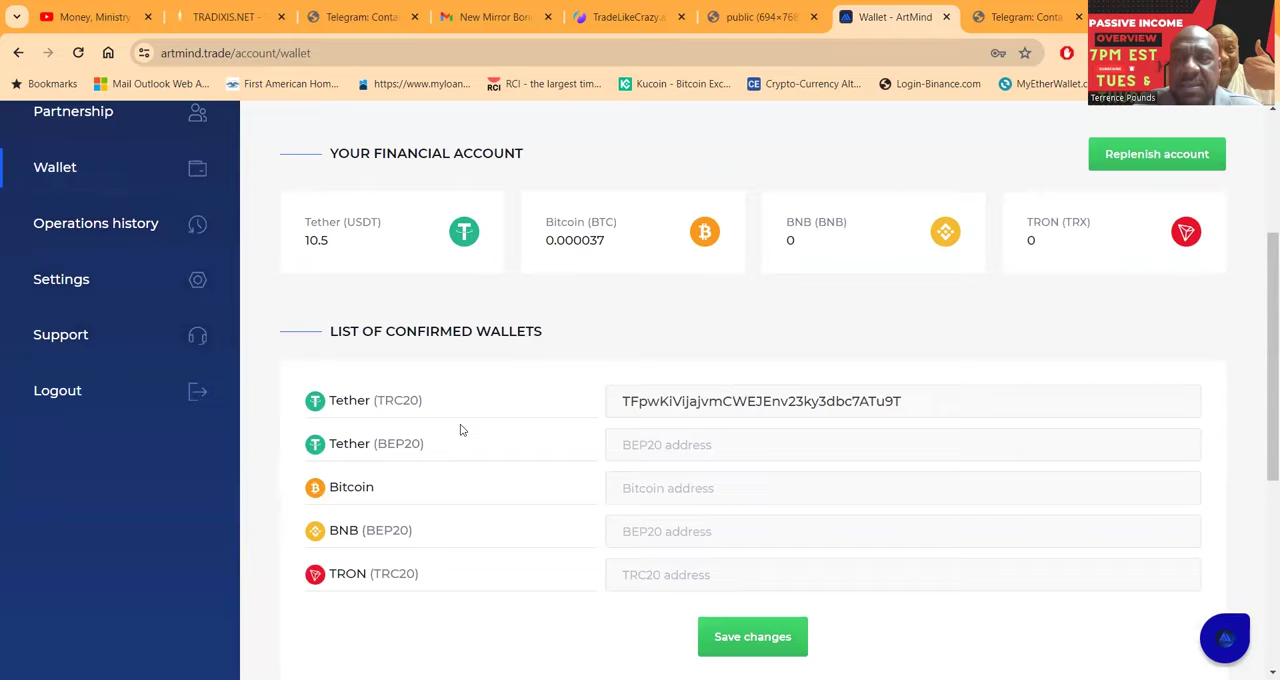 Money, Ministry
TRADIXIS.NET -
Telegram: Conta
New Mirror Bon
TradeLikeCrazy.
public (694×768
Wallet - ArtMind
Telegram: Conta
artmind.trade/account/wallet
Bookmarks
Mail Outlook Web A...
First American Hom...
https://www.myloan...
RCI - the largest tim...
Kucoin - Bitcoin Exc...
Crypto-Currency Alt...
Login-Binance.com
MyEtherWallet.c
PASSIVE INCOME
OVERVIEW
7PM EST
TUES &
Terrence Pounds
Partnership
Wallet
Operations history
Settings
Support
Logout
YOUR FINANCIAL ACCOUNT
Replenish account
Tether (USDT)
10.5
Bitcoin (BTC)
0.000037
BNB (BNB)
0
TRON (TRX)
0
LIST OF CONFIRMED WALLETS
Tether (TRC20)
TFpwKiVijajvmCWEJEnv23ky3dbc7ATu9T
Tether (BEP20)
BEP20 address
Bitcoin
Bitcoin address
BNB (BEP20)
BEP20 address
TRON (TRC20)
TRC20 address
Save changes